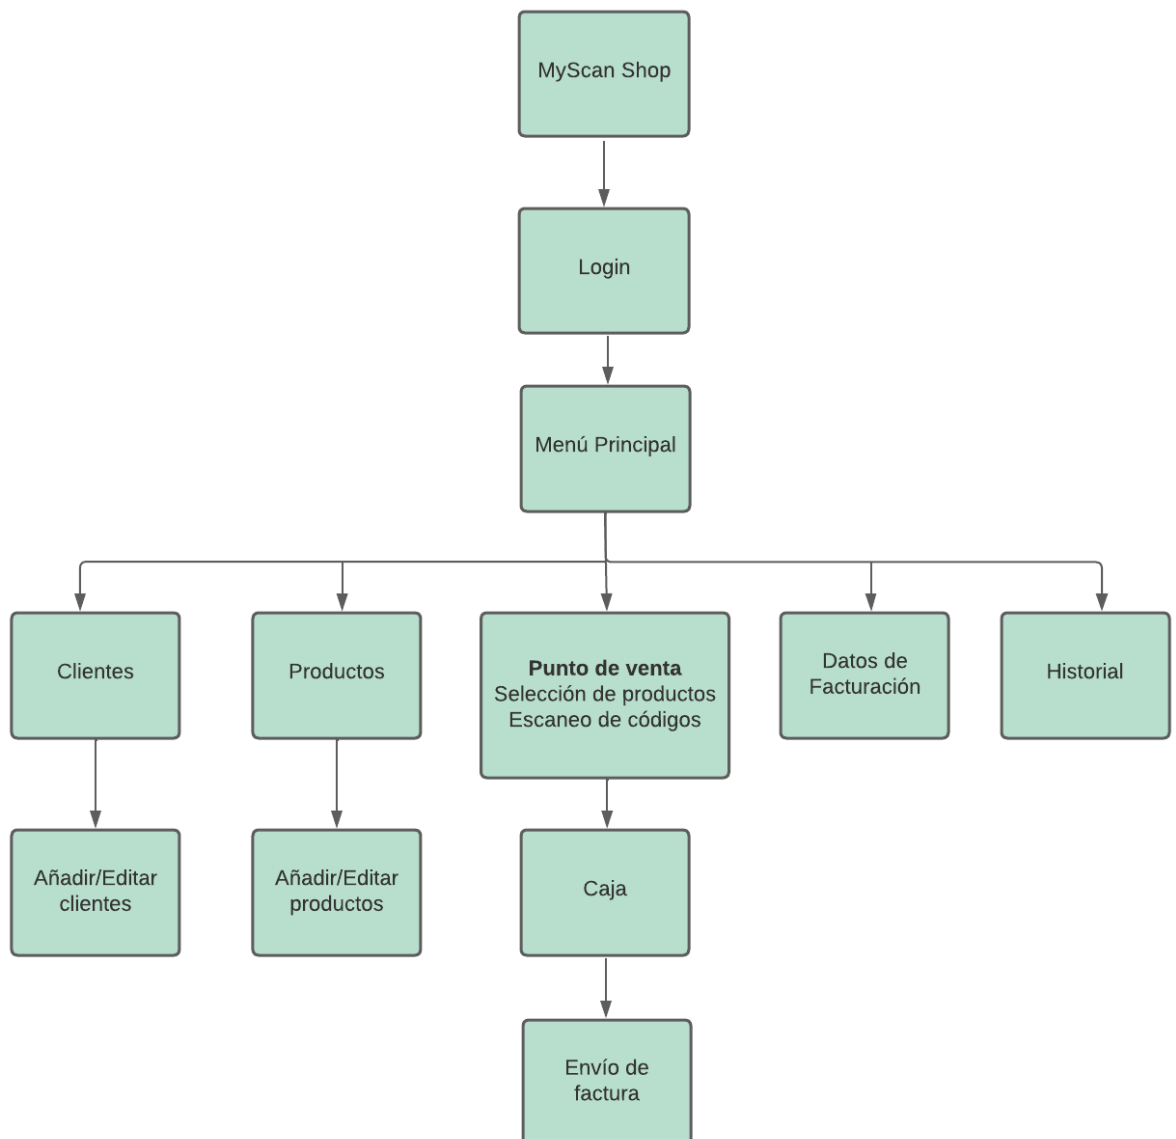 MyScan Shop
Login
Menú Principal
Clientes
Productos
Punto de venta
Selección de productos
Escaneo de códigos
Datos de
Facturación
Historial
Añadir/Editar
clientes
Añadir/Editar
productos
Caja
Envío de
factura